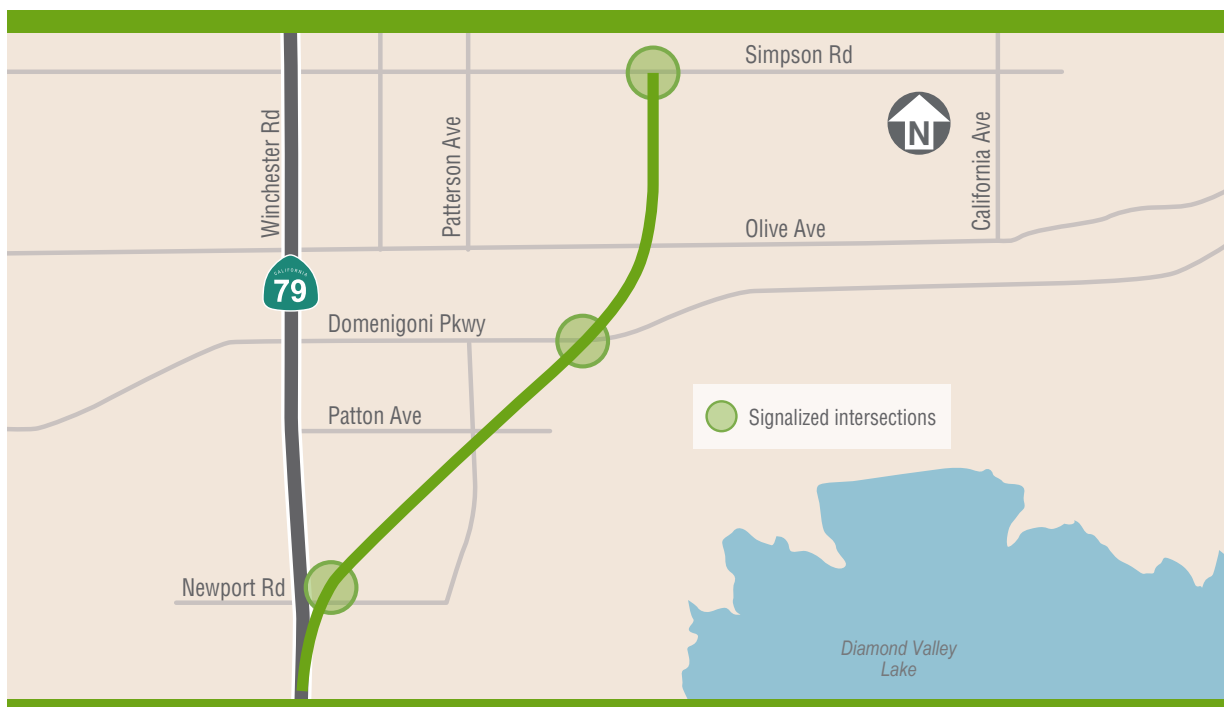 Simpson Rd
Winchester Rd
Patterson Ave
N
California Ave
Olive Ave
CALIFORNIA
79
Domenigoni Pkwy
Patton Ave
Signalized intersections
Newport Rd
Diamond Valley
Lake